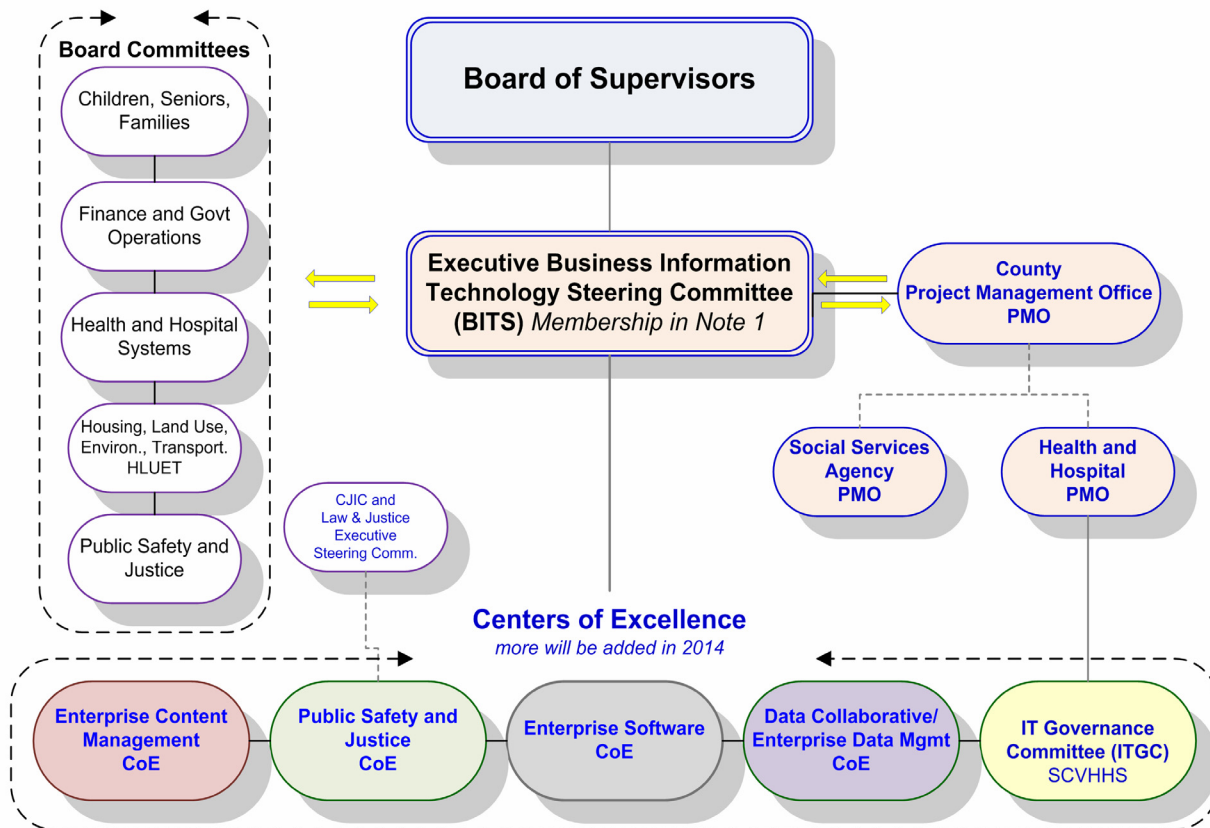 Board Committees
Children, Seniors,
Families
Finance and Govt
Operations
Health and Hospital
Systems
Housing, Land Use,
Environ., Transport.
HLUET
Public Safety and
Justice
Board of Supervisors
Executive Business Information
Technology Steering Committee
(BITS) Membership in Note 1
County
Project Management Office
PMO
Social Services
Agency
PMO
Health and
Hospital
PMO
CJIC and
Law & Justice
Executive
Steering Comm.
Centers of Excellence
more will be added in 2014
Enterprise Content
Management
CoE
Public Safety and
Justice
CoE
Enterprise Software
CoE
Data Collaborative/
Enterprise Data Mgmt
CoE
IT Governance
Committee (ITGC)
SCVHHS